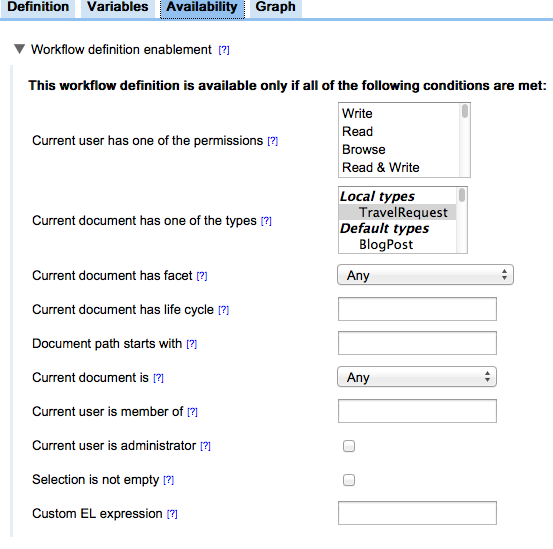 Definition Variables Availability Graph
▼ Workflow definition enablement [?]
This workflow definition is available only if all of the following conditions are met:
Current user has one of the permissions [?]
Write
Read
Browse
Read & Write
Current document has one of the types [?]
Local types
TravelRequest
Default types
BlogPost
Current document has facet [?] Any
Current document has life cycle [?]
Document path starts with [?]
Current document is [?] Any
Current user is member of [?]
Current user is administrator [?]
Selection is not empty [?]
Custom EL expression [?]